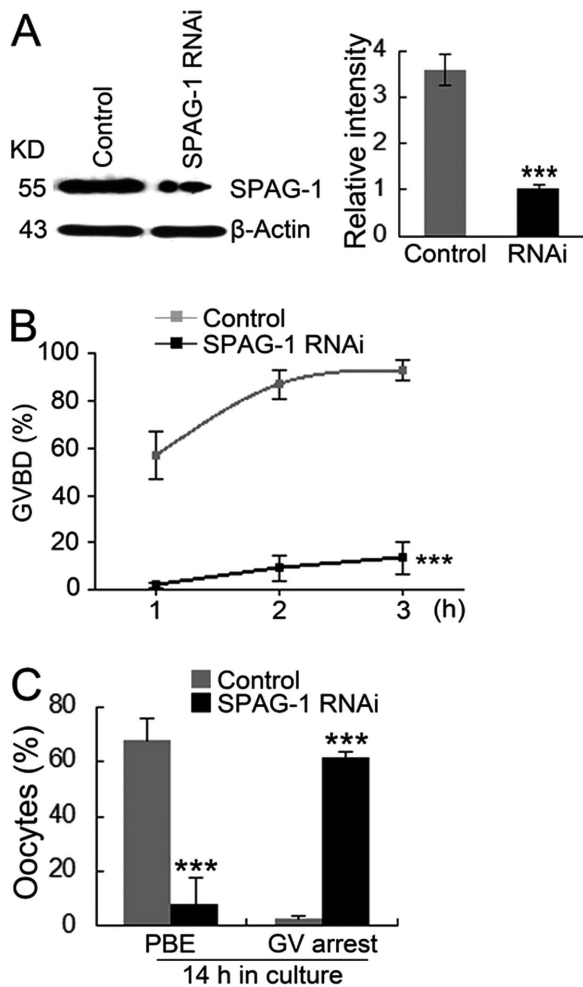 A
Control
SPAG-1 RNAi
KD
55
SPAG-1
43
β-Actin
Relative intensity
4
3
2
1
0
***
Control
RNAi
B
Control
SPAG-1 RNAi
GVBD (%)
100
80
60
40
20
0
***
1 2 3 (h)
C
Control
SPAG-1 RNAi
Oocytes (%)
80
60
40
20
0
***
***
PBE GV arrest
14 h in culture